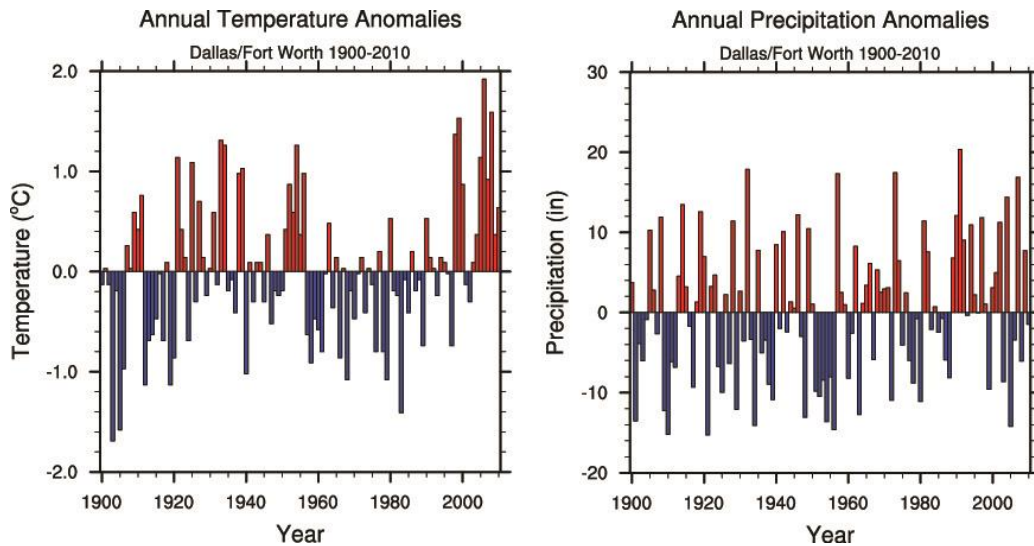 Annual Temperature Anomalies
Dallas/Fort Worth 1900-2010
2.0
1.0
0.0
-1.0
-2.0
Temperature (°C)
1900 1920 1940 1960 1980 2000
Year
Annual Precipitation Anomalies
Dallas/Fort Worth 1900-2010
30
20
10
0
-10
-20
Precipitation (in)
1900 1920 1940 1960 1980 2000
Year